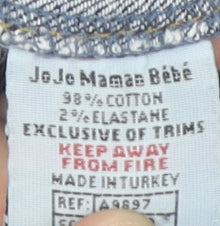 JoJo Maman Bébé
98% COTTON
2% ELASTANE
EXCLUSIVE OF TRIMS
KEEP AWAY
FROM FIRE
MADE IN TURKEY
REF: A9897